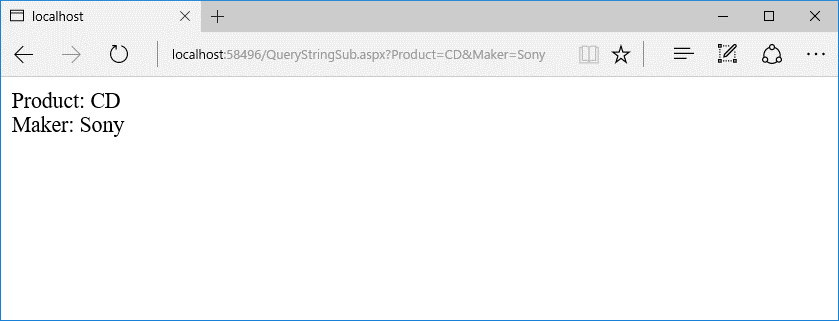 localhost
localhost:58496/QueryStringSub.aspx?Product=CD&Maker=Sony
Product: CD
Maker: Sony